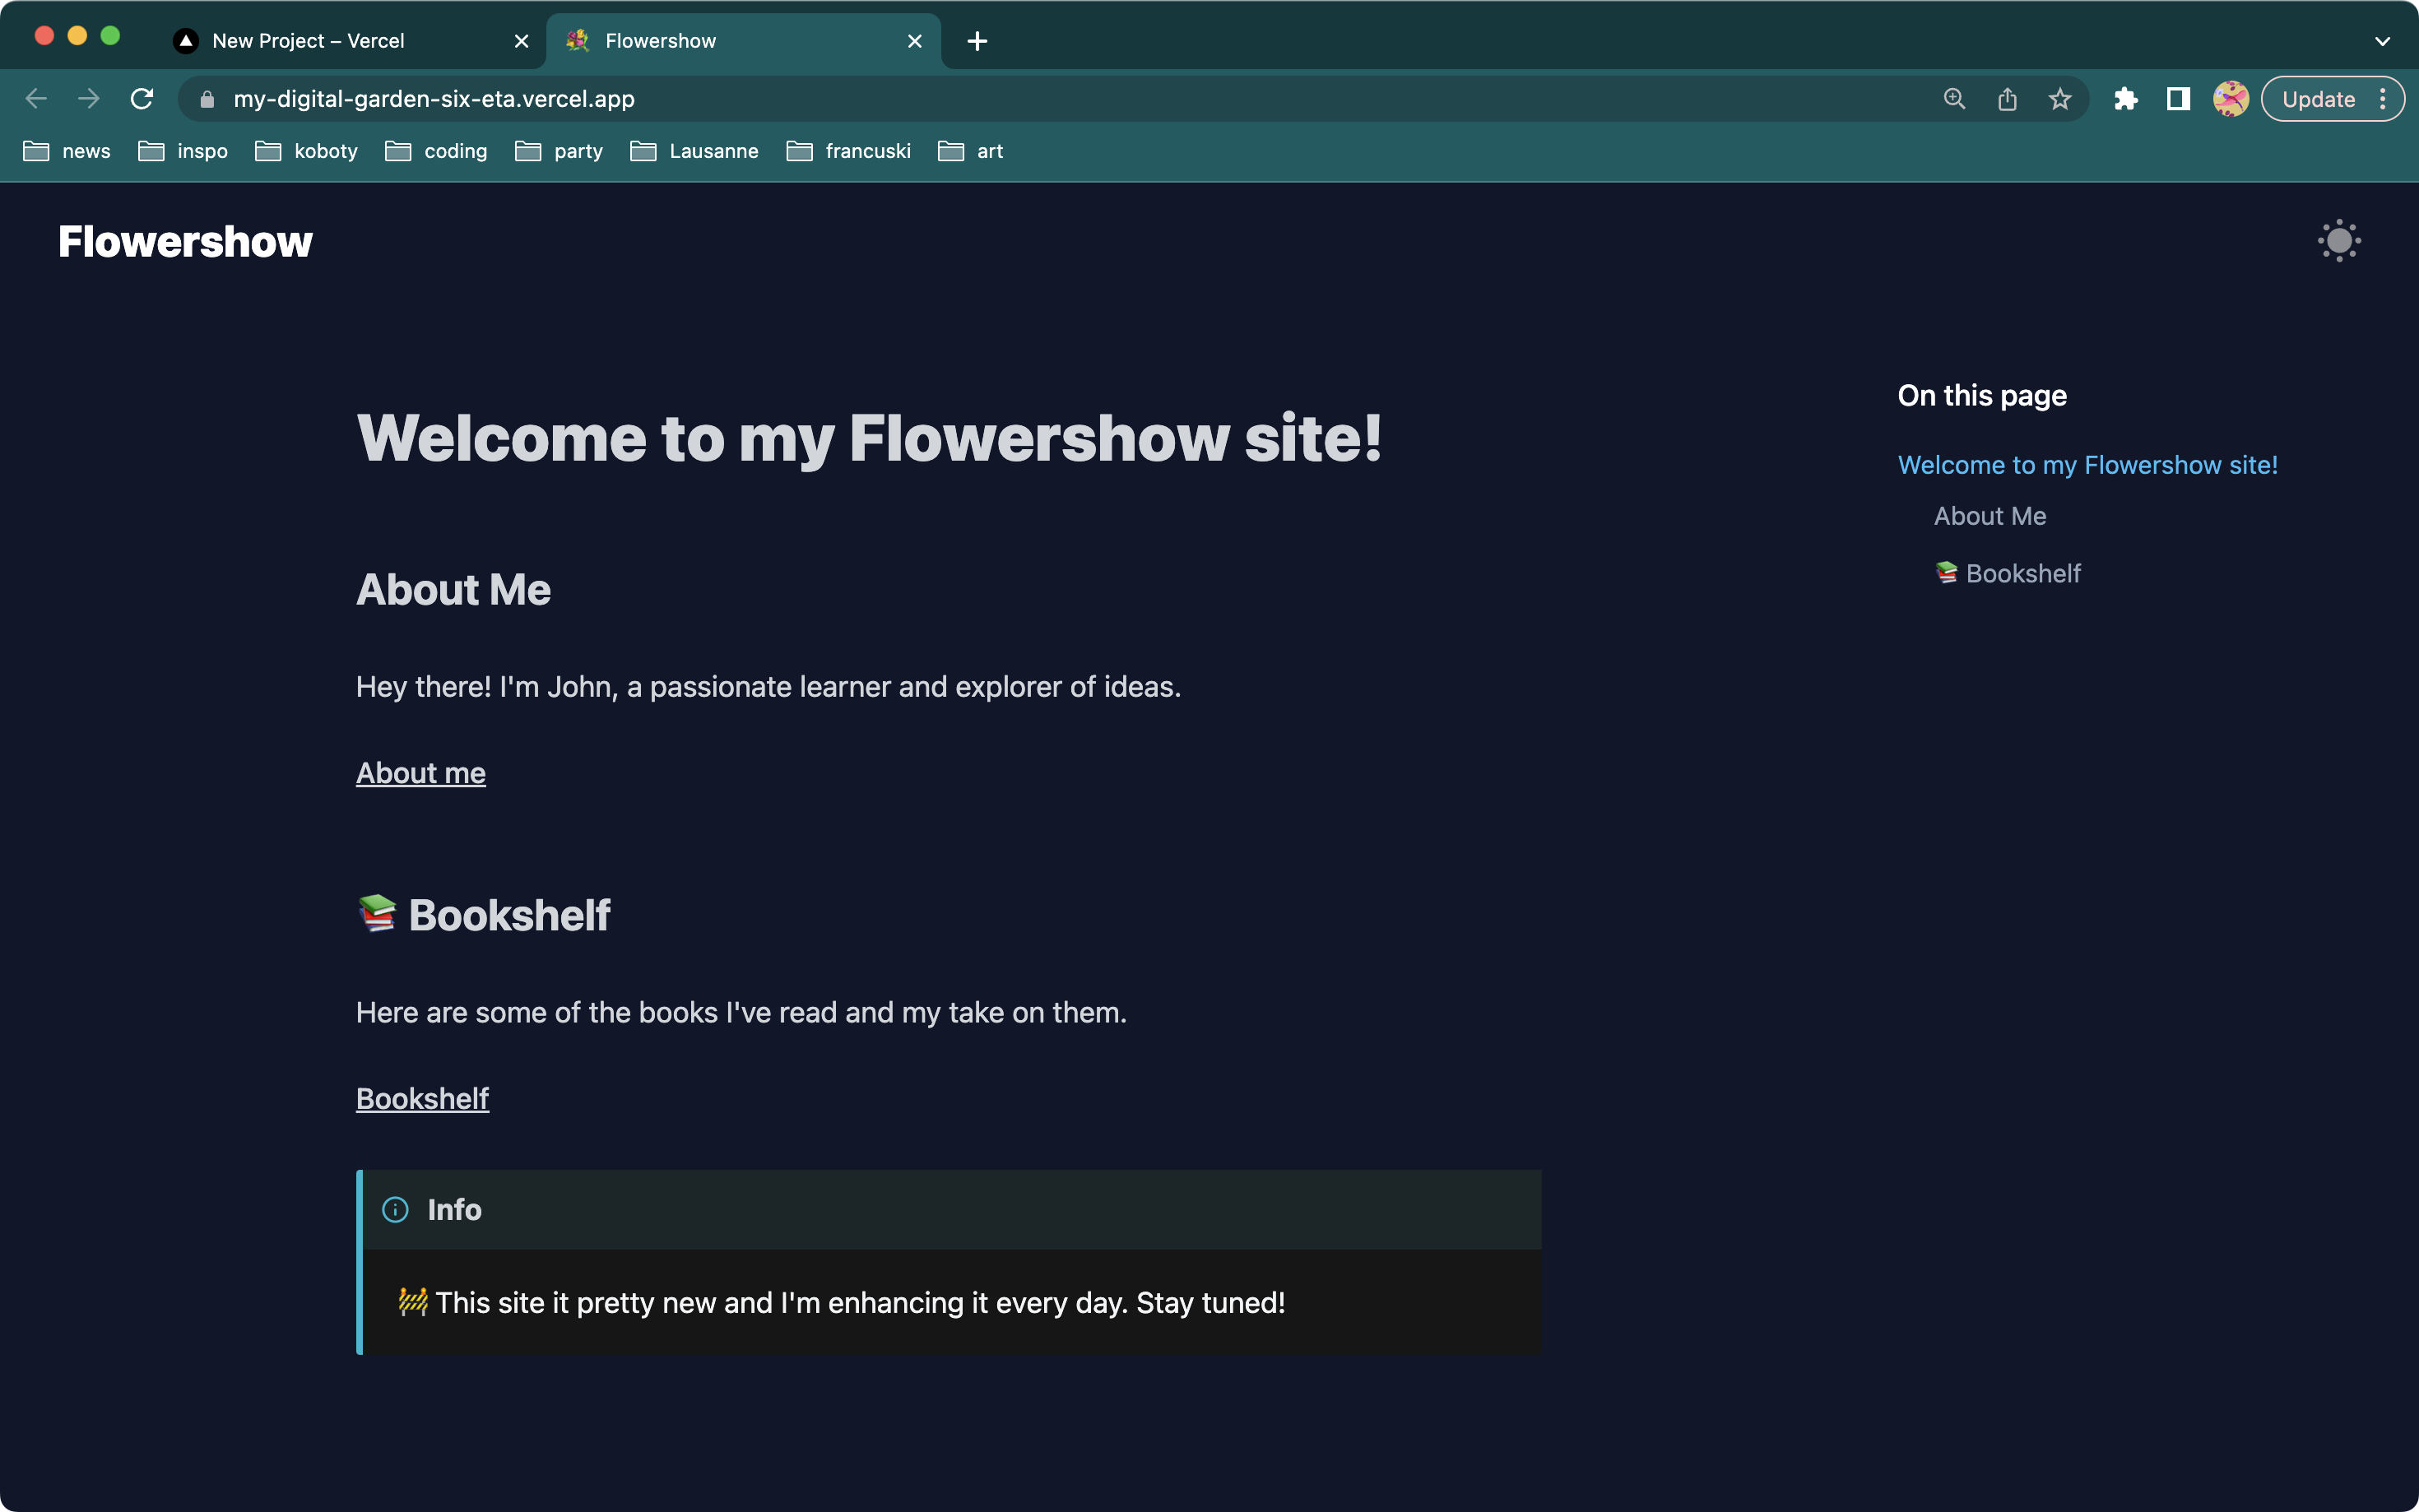 New Project – Vercel
Flowershow
my-digital-garden-six-eta.vercel.app
Update
news inspo koboty coding party Lausanne francuski art
Flowershow
Welcome to my Flowershow site!
About Me
Hey there! I'm John, a passionate learner and explorer of ideas.
About me
📚 Bookshelf
Here are some of the books I've read and my take on them.
Bookshelf
Info
🚧 This site it pretty new and I'm enhancing it every day. Stay tuned!
On this page
Welcome to my Flowershow site!
About Me
📚 Bookshelf